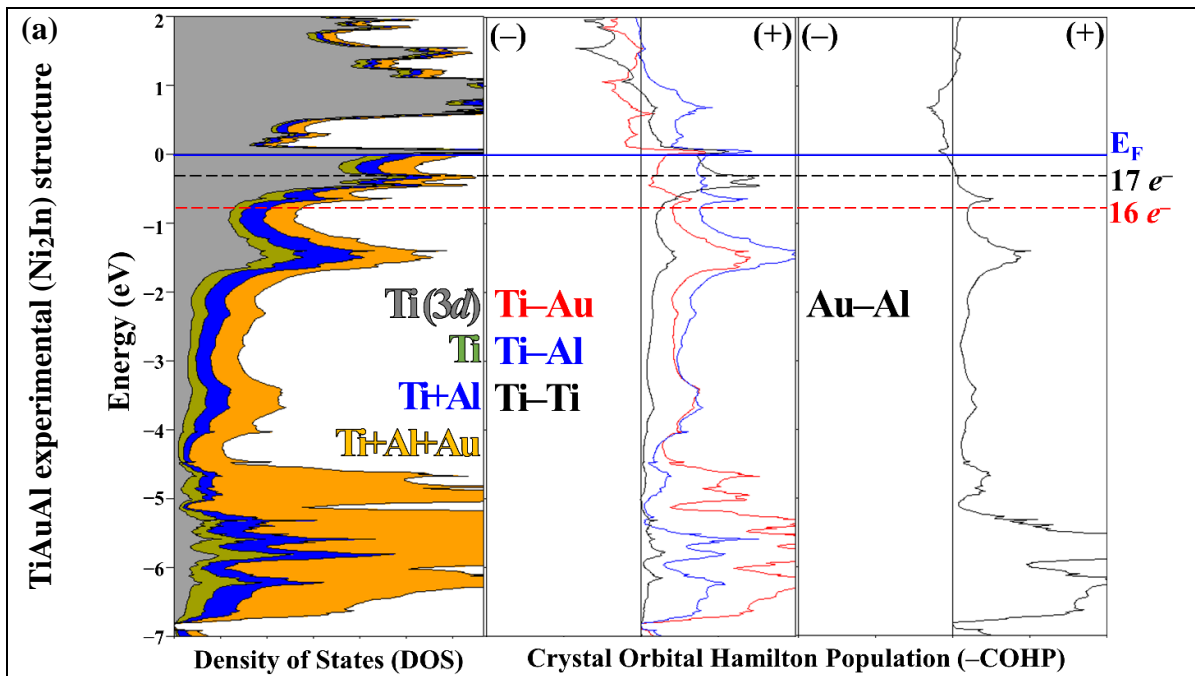 (a)
TiAuAl experimental (Ni₂In) structure
Energy (eV)
2
1
0
−1
−2
−3
−4
−5
−6
−7
Ti (3d)
Ti
Ti+Al
Ti+Al+Au
(−)
(+)
Ti–Au
Ti–Al
Ti–Ti
(−)
(+)
Au–Al
E_F
17 e⁻
16 e⁻
Density of States (DOS)
Crystal Orbital Hamilton Population (–COHP)